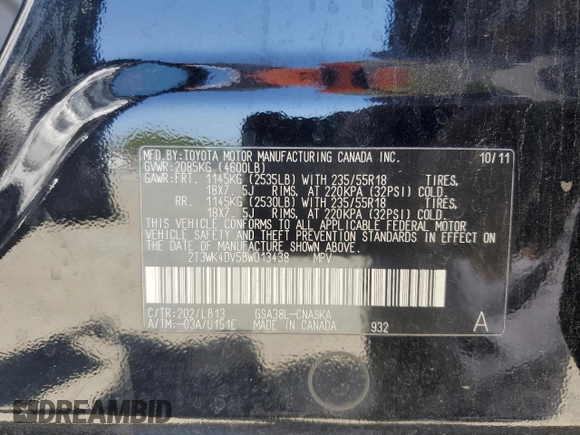 MFD.BY:TOYOTA MOTOR MANUFACTURING CANADA INC. 10/11
GVWR:2085KG (4600LB)
GAWR:FRT. 1145KG (2535LB) WITH 235/55R18 TIRES,
18X7. 5J RIMS, AT 220KPA (32PSI) COLD.
RR. 1145KG (2530LB) WITH 235/55R18 TIRES,
18X7. 5J RIMS, AT 220KPA (32PSI) COLD.
THIS VEHICLE CONFORMS TO ALL APPLICABLE FEDERAL MOTOR
VEHICLE SAFETY AND THEFT PREVENTION STANDARDS IN
EFFECT ON THE DATE OF MANUFACTURE SHOWN ABOVE.
2T3WK4DV5BW013438 MPV
C/TR:202/LB13 GSA38L-CNASKA
A/TM:-03A/U151E MADE IN CANADA 932 A
DREAMBID